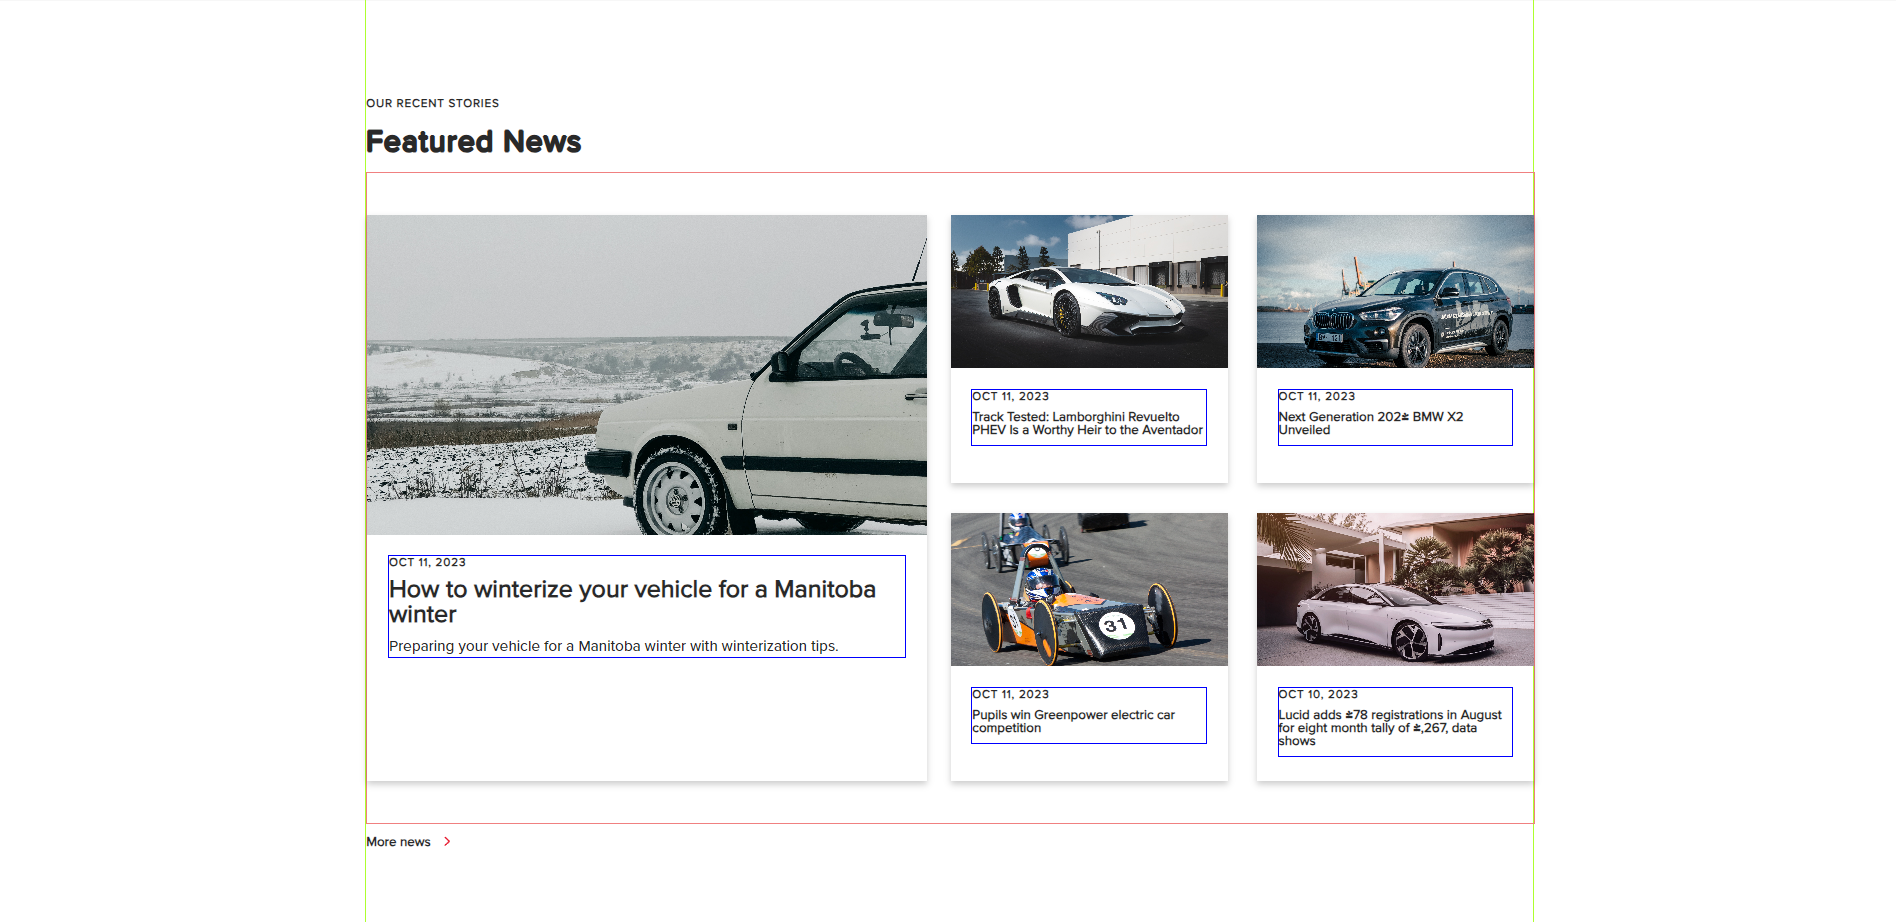 OUR RECENT STORIES
Featured News
OCT 11, 2023
How to winterize your vehicle for a Manitoba
winter
Preparing your vehicle for a Manitoba winter with winterization tips.
OCT 11, 2023
Track Tested: Lamborghini Revuelto
PHEV Is a Worthy Heir to the Aventador
OCT 11, 2023
Next Generation 202± BMW X2
Unveiled
31
OCT 11, 2023
Pupils win Greenpower electric car
competition
OCT 10, 2023
Lucid adds ±78 registrations in August
for eight month tally of ±,267, data
shows
More news